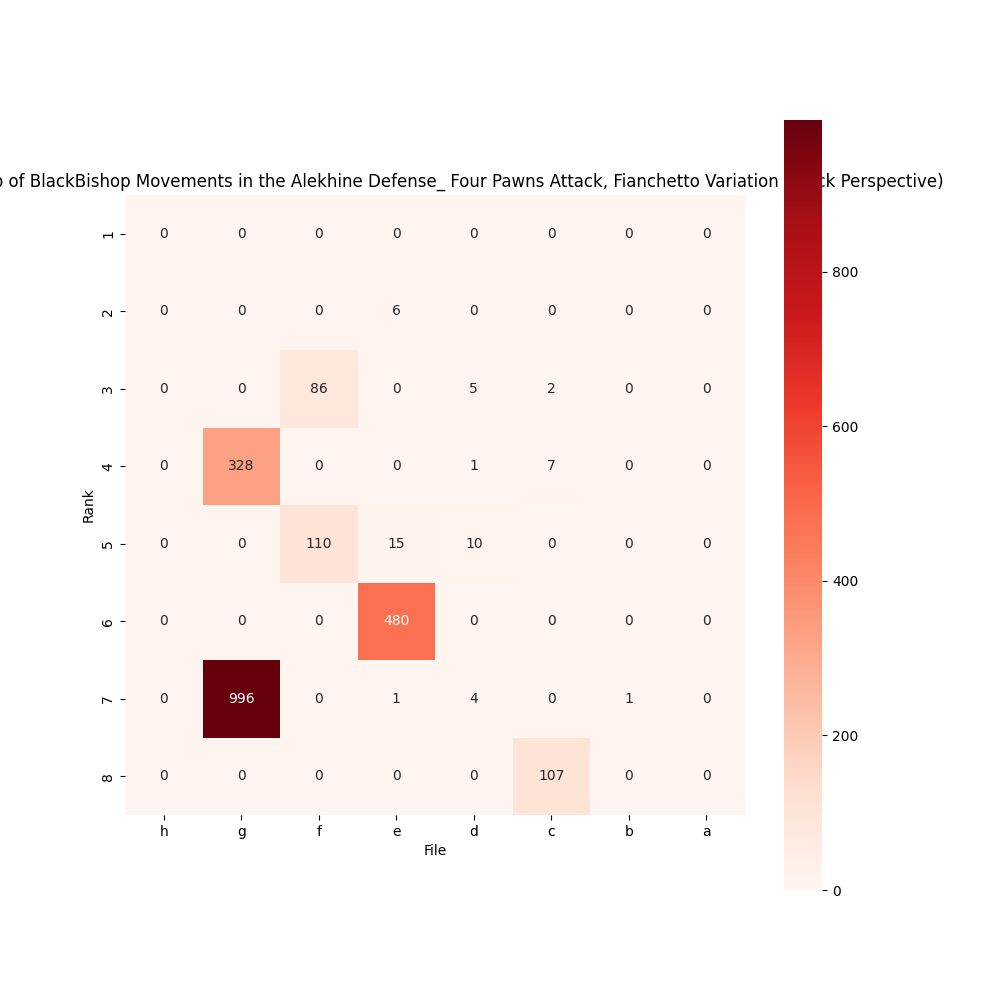 of BlackBishop Movements in the Alekhine Defense_ Four Pawns Attack, Fianchetto Variation Perspective)
1 0 0 0 0 0 0 0 0
2 0 0 0 6 0 0 0 0
3 0 0 86 0 5 2 0 0
4 0 328 0 0 1 7 0 0
5 0 0 110 15 10 0 0 0
6 0 0 0 480 0 0 0 0
7 0 996 0 1 4 0 1 0
8 0 0 0 0 0 107 0 0
h g f e d c b a
File
Rank
800
600
400
200
0